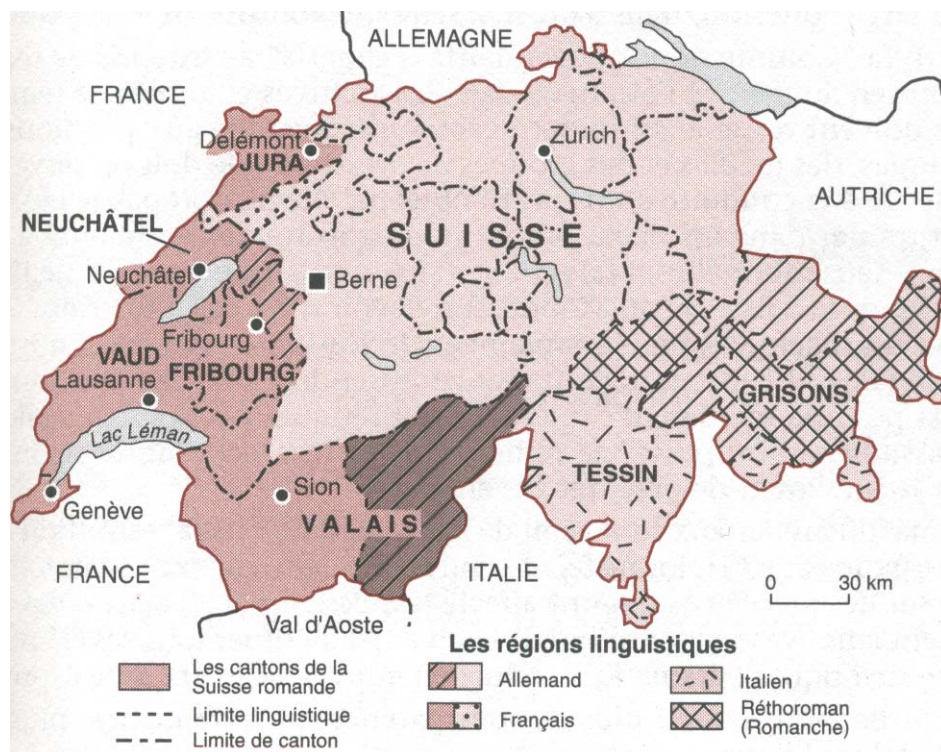 ALLEMAGNE
FRANCE
Delémont
JURA
Zurich
AUTRICHE
NEUCHÂTEL
SUISSE
Neuchâtel
Berne
Fribourg
VAUD
FRIBOURG
Lausanne
GRISONS
Lac Léman
TESSIN
Sion
Genève
VALAIS
FRANCE
ITALIE
0 30 km
Val d'Aoste
Les régions linguistiques
Les cantons de la
Suisse romande
Limite linguistique
Limite de canton
Allemand
Français
Italien
Réthoroman
(Romanche)